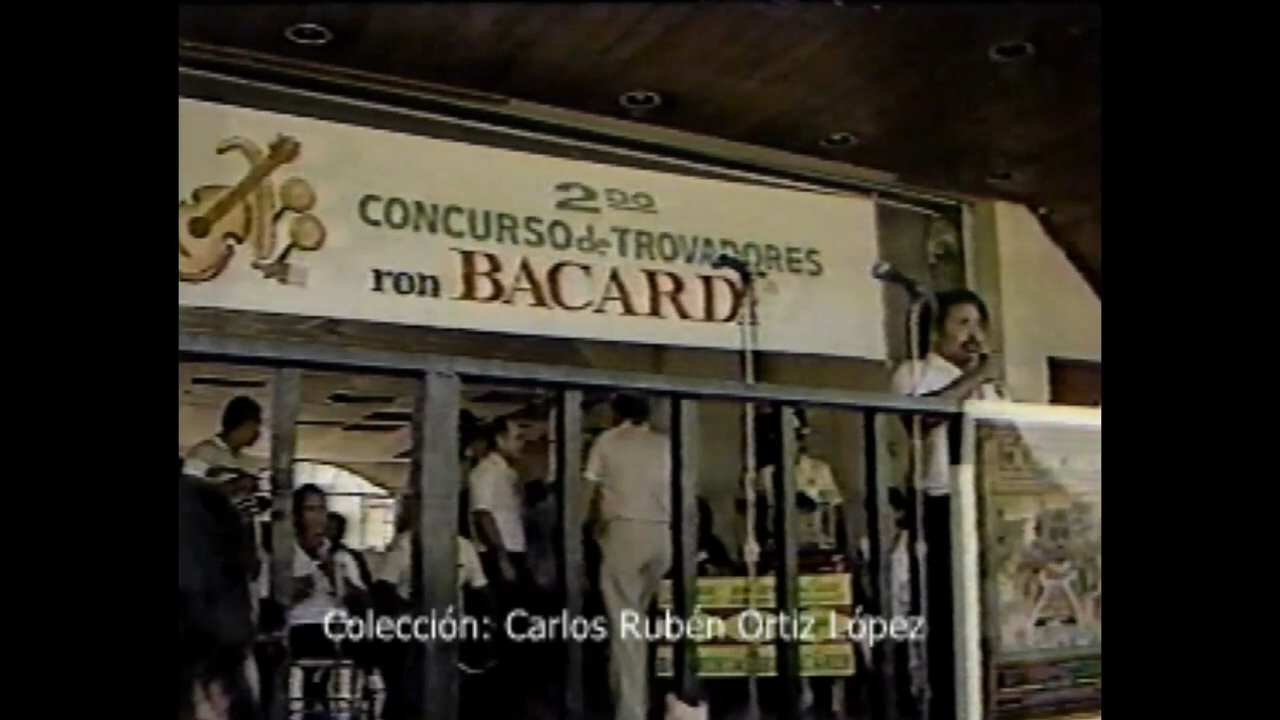 2DO
CONCURSO de TROVADORES
ron BACARDI
Colección: Carlos Rubén Ortiz López